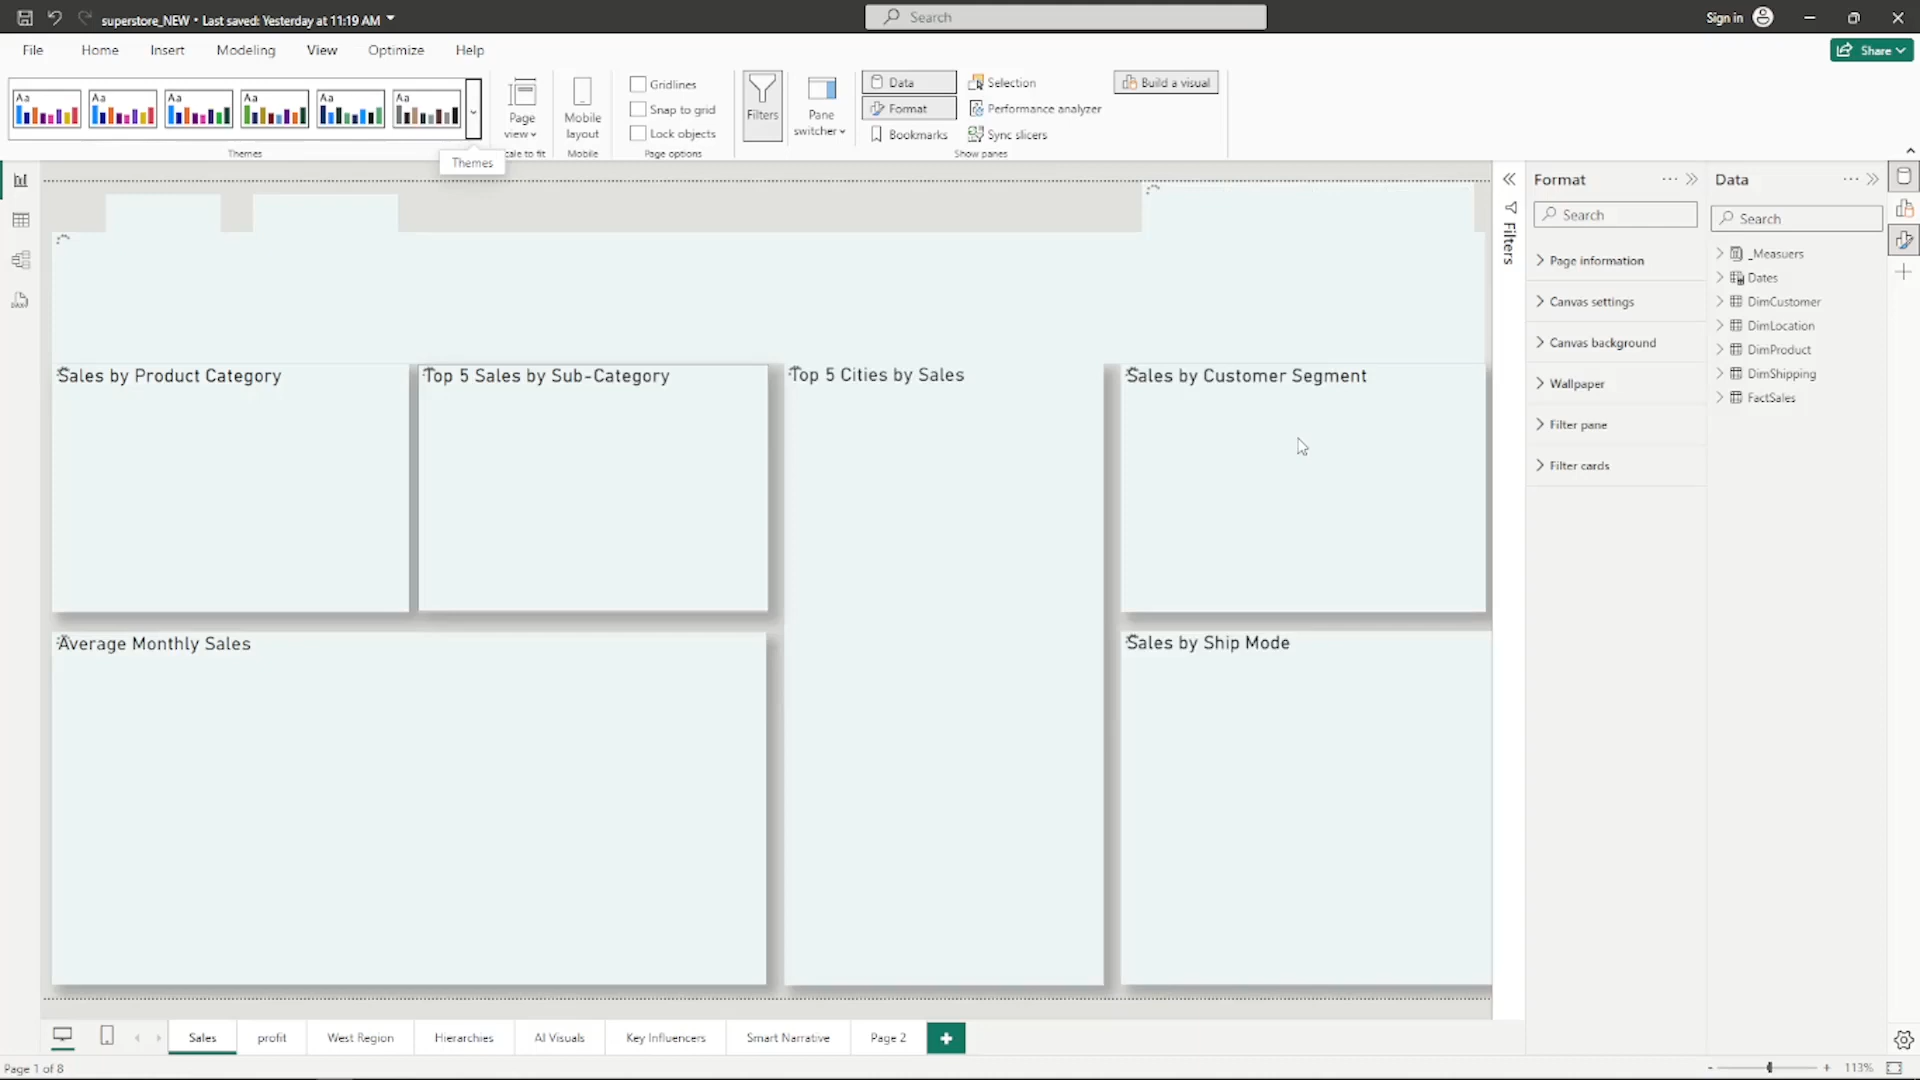 superstore_NEW • Last saved: Yesterday at 11:19 AM
Search
Sign in
File
Home
Insert
Modeling
View
Optimize
Help
Share
Aa
Aa
Aa
Aa
Aa
Aa
Themes
Page view
Scale to fit
Mobile layout
Mobile
Gridlines
Snap to grid
Lock objects
Page options
Filters
Pane switcher
Data
Format
Bookmarks
Selection
Performance analyzer
Sync slicers
Show panes
Build a visual
Themes
Sales by Product Category
Top 5 Sales by Sub-Category
Top 5 Cities by Sales
Sales by Customer Segment
Average Monthly Sales
Sales by Ship Mode
Filters
Format
Search
Page information
Canvas settings
Canvas background
Wallpaper
Filter pane
Filter cards
Data
Search
_Measuers
Dates
DimCustomer
DimLocation
DimProduct
DimShipping
FactSales
Sales
profit
West Region
Hierarchies
AI Visuals
Key Influencers
Smart Narrative
Page 2
Page 1 of 8
113%